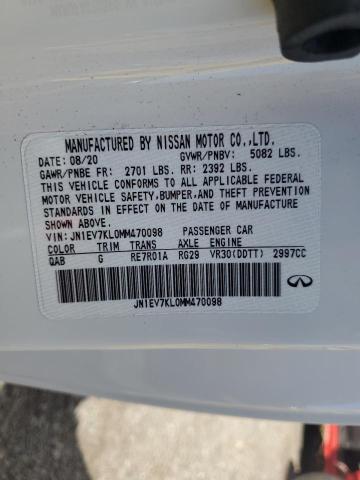 MANUFACTURED BY NISSAN MOTOR CO.,LTD.
DATE: 08/20 GVWR/PNBV: 5082 LBS.
GAWR/PNBE FR: 2701 LBS. RR: 2392 LBS.
THIS VEHICLE CONFORMS TO ALL APPLICABLE FEDERAL
MOTOR VEHICLE SAFETY,BUMPER,AND THEFT PREVENTION
STANDARDS IN EFFECT ON THE DATE OF MANUFACTURE
SHOWN ABOVE.
VIN: JN1EV7KL0MM470098 PASSENGER CAR
COLOR TRIM TRANS AXLE ENGINE
QAB G RE7R01A RG29 VR30(DDTT) 2997CC
JN1EV7KL0MM470098